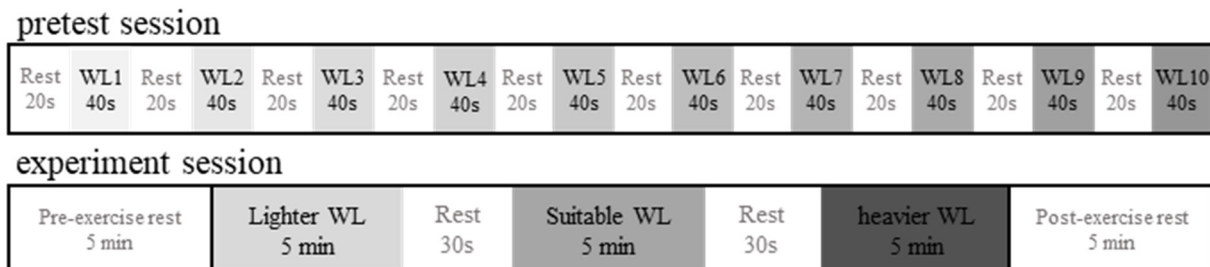 pretest session
Rest WL1 Rest WL2 Rest WL3 Rest WL4 Rest WL5 Rest WL6 Rest WL7 Rest WL8 Rest WL9 Rest WL10
20s 40s 20s 40s 20s 40s 20s 40s 20s 40s 20s 40s 20s 40s 20s 40s 20s 40s 20s 40s
experiment session
Pre-exercise rest Lighter WL Rest Suitable WL Rest heavier WL Post-exercise rest
5 min 5 min 30s 5 min 30s 5 min 5 min